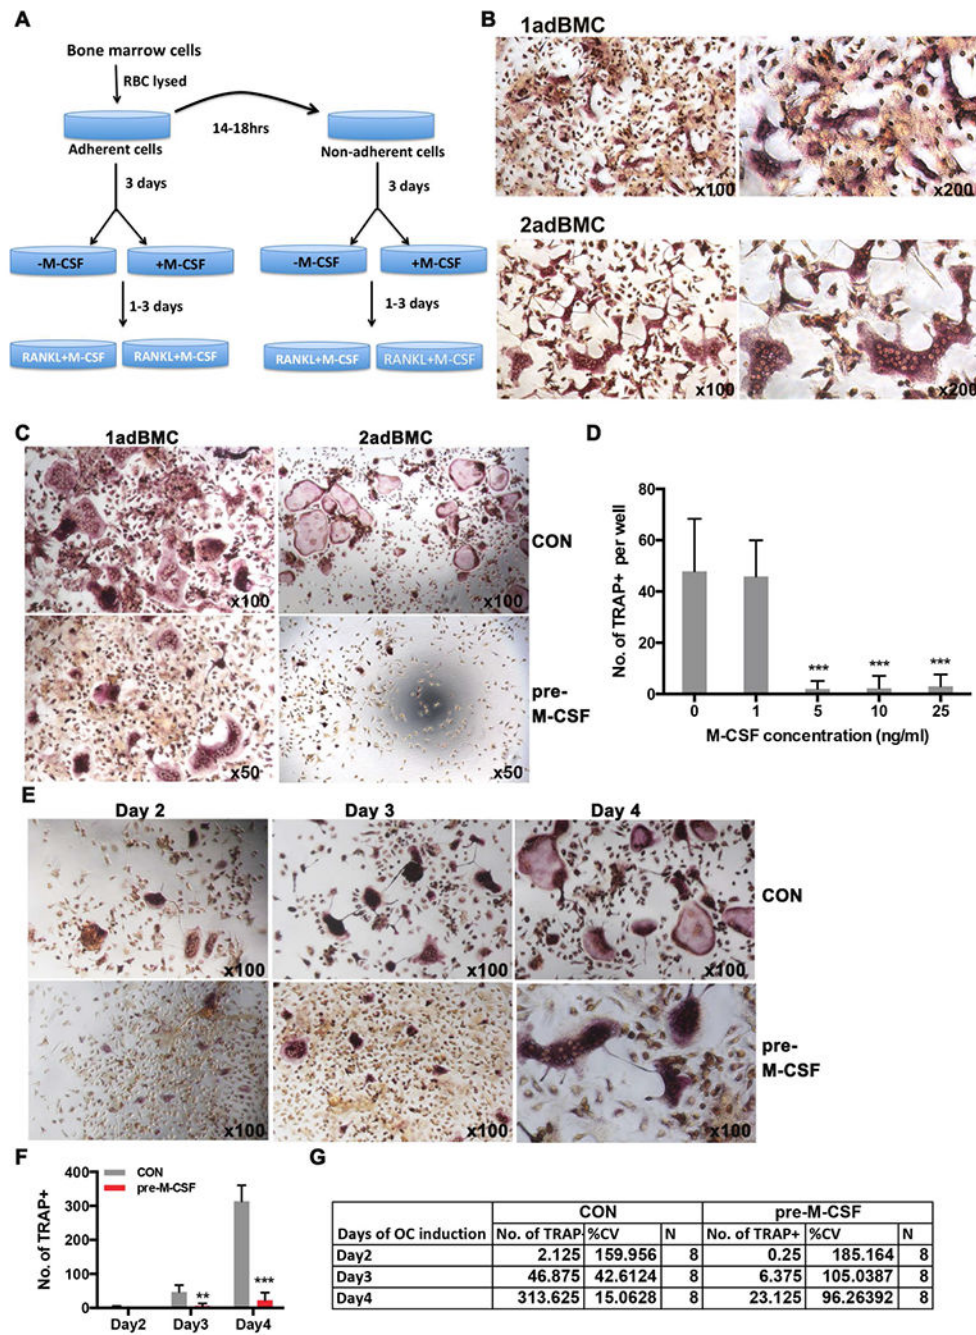 A
Bone marrow cells
RBC lysed
14-18hrs
Adherent cells
Non-adherent cells
3 days
3 days
-M-CSF
+M-CSF
-M-CSF
+M-CSF
1-3 days
1-3 days
RANKL+M-CSF
RANKL+M-CSF
RANKL+M-CSF
RANKL+M-CSF
B
1adBMC
x100
x200
2adBMC
x100
x200
C
1adBMC
2adBMC
CON
x100
x100
pre-
M-CSF
x50
x50
D
No. of TRAP+ per well
80
60
40
20
0
***
***
***
0
1
5
10
25
M-CSF concentration (ng/ml)
E
Day 2
Day 3
Day 4
CON
x100
x100
x100
pre-
M-CSF
x100
x100
x100
F
CON
pre-M-CSF
No. of TRAP+
400
300
200
100
0
**
***
Day2
Day3
Day4
G
CON
pre-M-CSF
Days of OC induction
No. of TRAP
%CV
N
No. of TRAP+
%CV
N
Day2
2.125
159.956
8
0.25
185.164
8
Day3
46.875
42.6124
8
6.375
105.0387
8
Day4
313.625
15.0628
8
23.125
96.26392
8